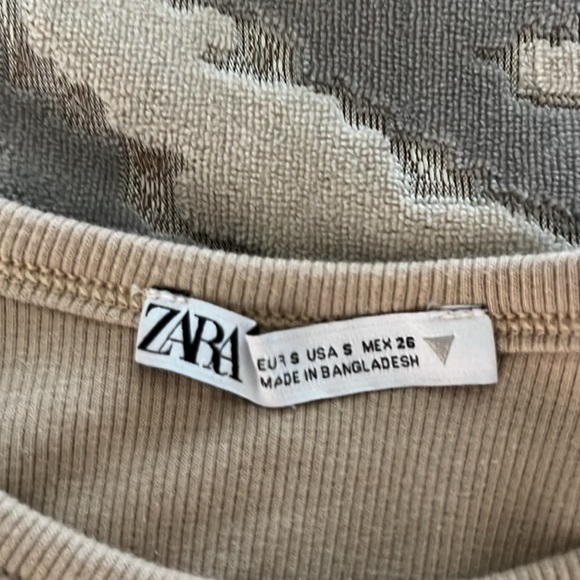 ZARA
EUR S USA S MEX 26
MADE IN BANGLADESH